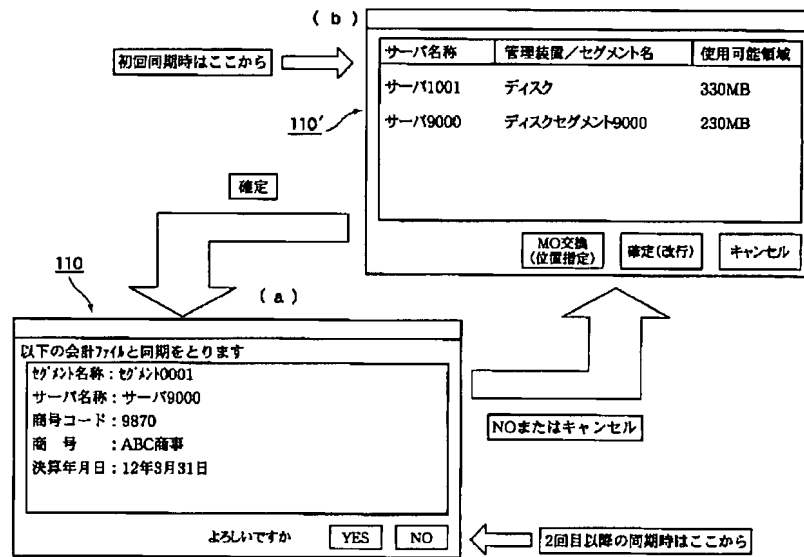 (b)
サーバ名称 管理装置/セグメント名 使用可能領域
サーバ1001 ディスク 330MB
サーバ9000 ディスクセグメント9000 230MB
初回同期時はここから
110′
MO交換
(位置指定)
確定(改行)
キャンセル
確定
110
(a)
以下の会計ファイルと同期をとります
セグメント名称:セグメント0001
サーバ名称:サーバ9000
商号コード:9870
商 号 :ABC商事
決算年月日:12年3月31日
よろしいですか YES NO
NOまたはキャンセル
2回目以降の同期時はここから